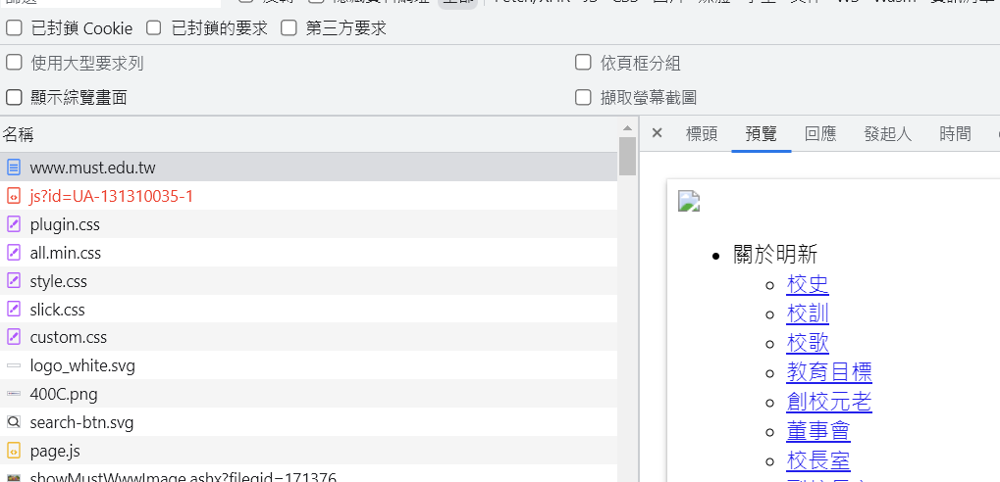 已封鎖 Cookie 已封鎖的要求 第三方要求
使用大型要求列 依頁框分組
顯示綜覽畫面 擷取螢幕截圖
名稱
標頭 預覽 回應 發起人 時間
www.must.edu.tw
js?id=UA-131310035-1
plugin.css
all.min.css
style.css
slick.css
custom.css
logo_white.svg
400C.png
search-btn.svg
page.js
showMustWwwImage.ashx?filegid=171376
關於明新
校史
校訓
校歌
教育目標
創校元老
董事會
校長室